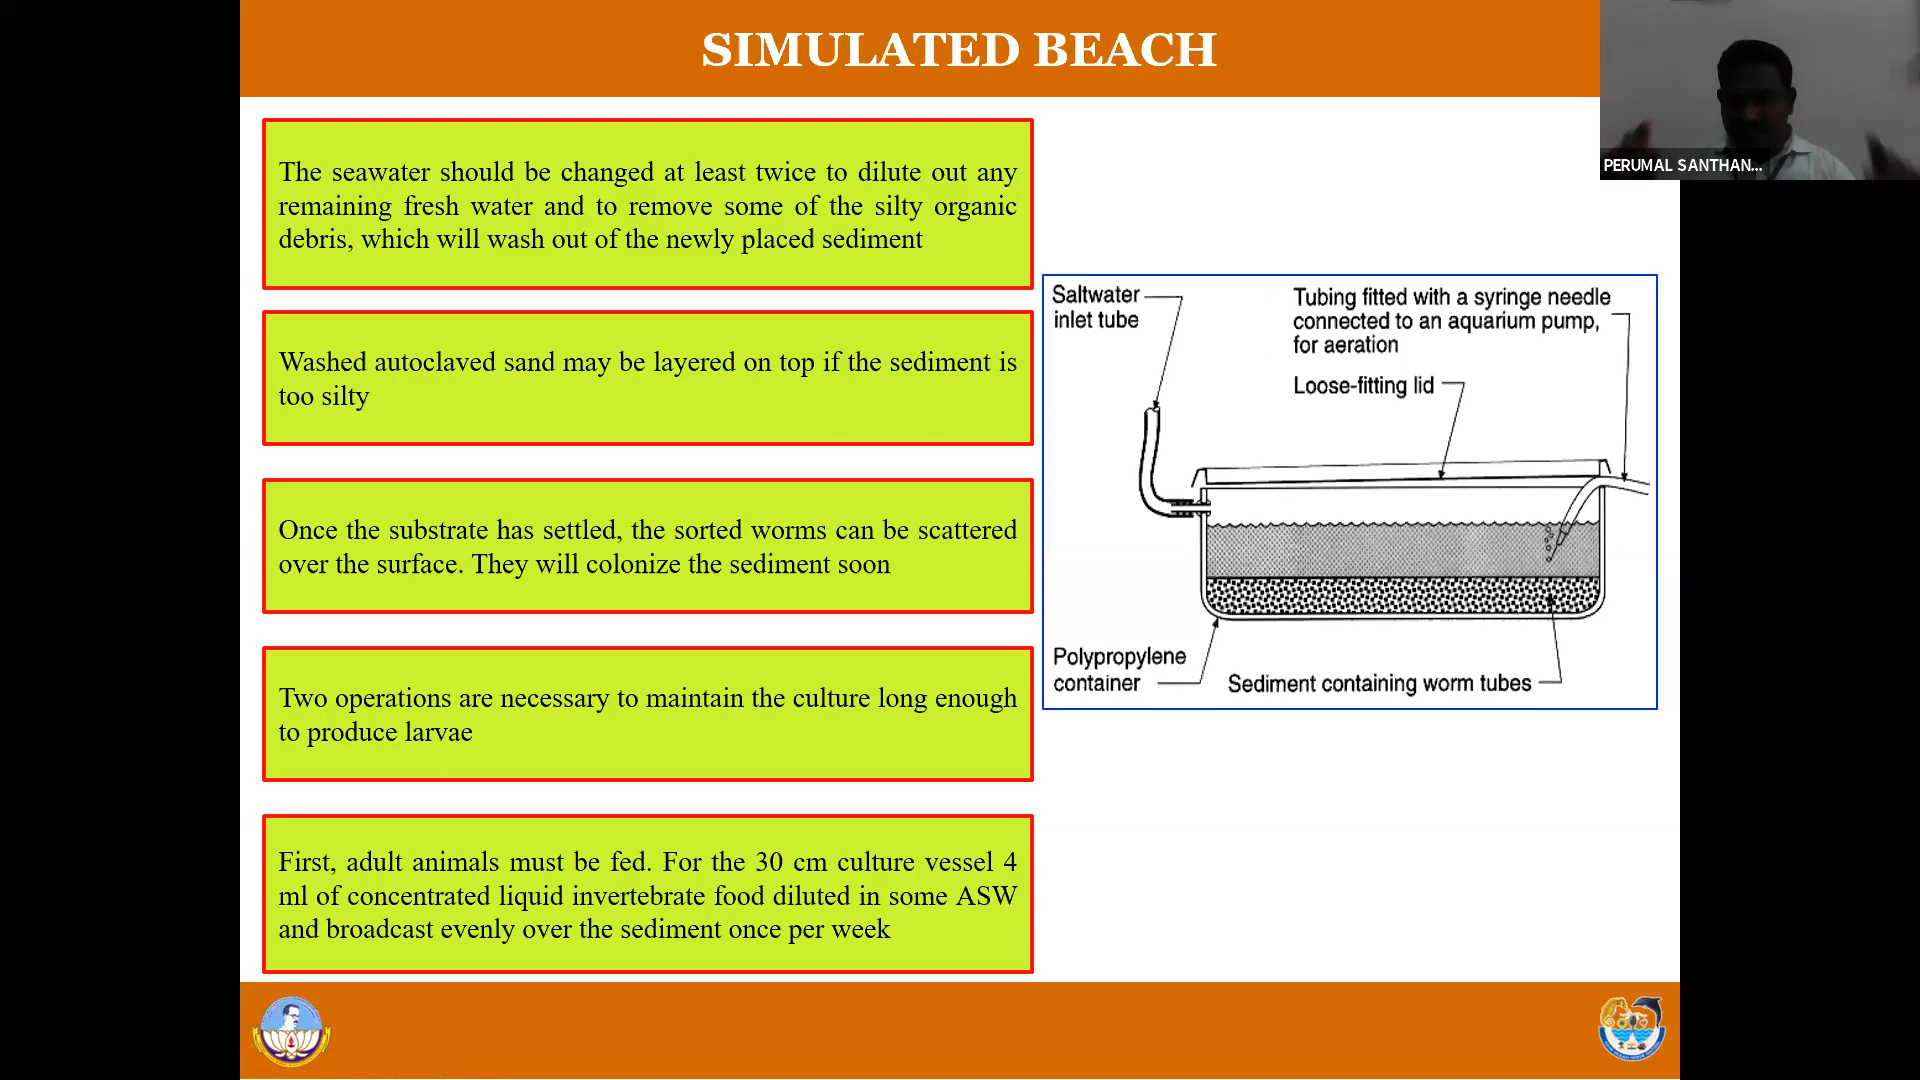 SIMULATED BEACH
PERUMAL SANTHAN...
The seawater should be changed at least twice to dilute out any
remaining fresh water and to remove some of the silty organic
debris, which will wash out of the newly placed sediment
Washed autoclaved sand may be layered on top if the sediment is
too silty
Once the substrate has settled, the sorted worms can be scattered
over the surface. They will colonize the sediment soon
Two operations are necessary to maintain the culture long enough
to produce larvae
First, adult animals must be fed. For the 30 cm culture vessel 4
ml of concentrated liquid invertebrate food diluted in some ASW
and broadcast evenly over the sediment once per week
Saltwater
inlet tube
Tubing fitted with a syringe needle
connected to an aquarium pump,
for aeration
Loose-fitting lid
Polypropylene
container
Sediment containing worm tubes